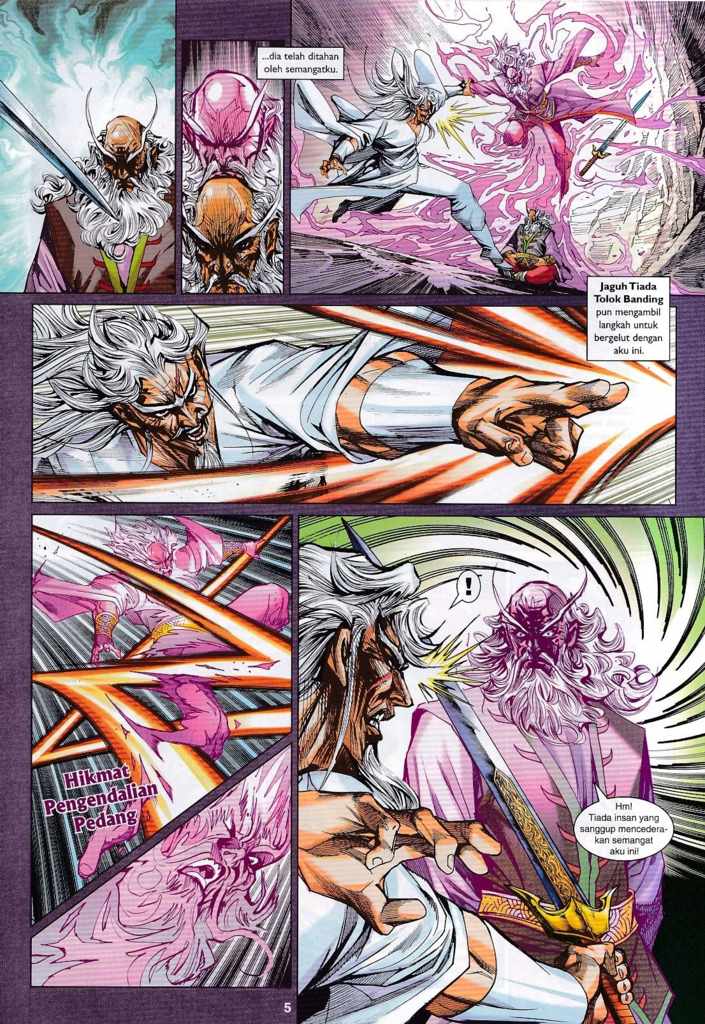 ...dia telah ditahan
oleh semangatku.
Jaguh Tiada
Tolok Banding
pun mengambil
langkah untuk
bergelut dengan
aku ini.
Hikmat
Pengendalian
Pedang
!
Hm!
Tiada insan yang
sanggup mencedera-
kan semangat
aku ini!
5